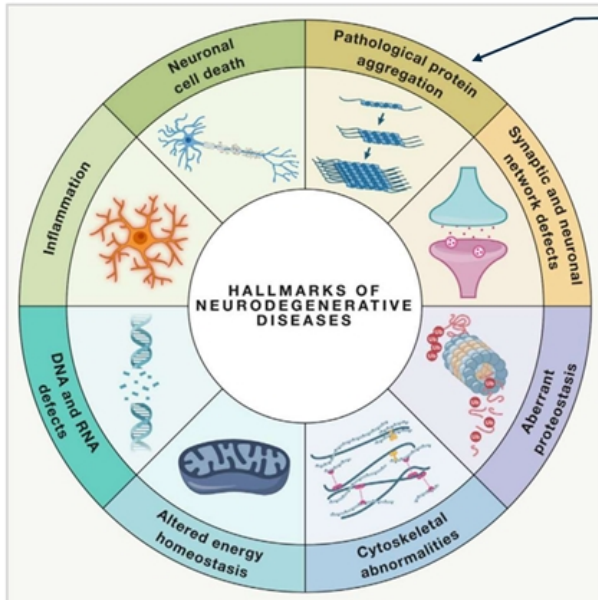 HALLMARKS OF
NEURODEGENERATIVE
DISEASES
Pathological protein
aggregation
Synaptic and neuronal
network defects
Aberrant
proteostasis
Cytoskeletal
abnormalities
Altered energy
homeostasis
DNA and RNA
defects
Inflammation
Neuronal
cell death